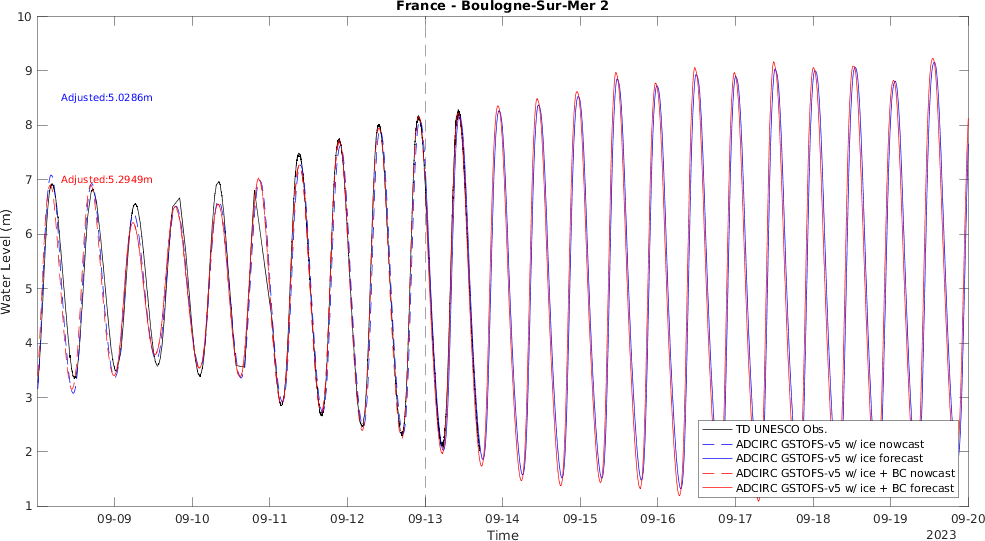 France - Boulogne-Sur-Mer 2
10
9
8
7
6
5
4
3
2
1
Water Level (m)
Adjusted:5.0286m
Adjusted:5.2949m
TD UNESCO Obs.
ADCIRC GSTOFS-v5 w/ ice nowcast
ADCIRC GSTOFS-v5 w/ ice forecast
ADCIRC GSTOFS-v5 w/ ice + BC nowcast
ADCIRC GSTOFS-v5 w/ ice + BC forecast
09-09 09-10 09-11 09-12 09-13 09-14 09-15 09-16 09-17 09-18 09-19 09-20
Time
2023